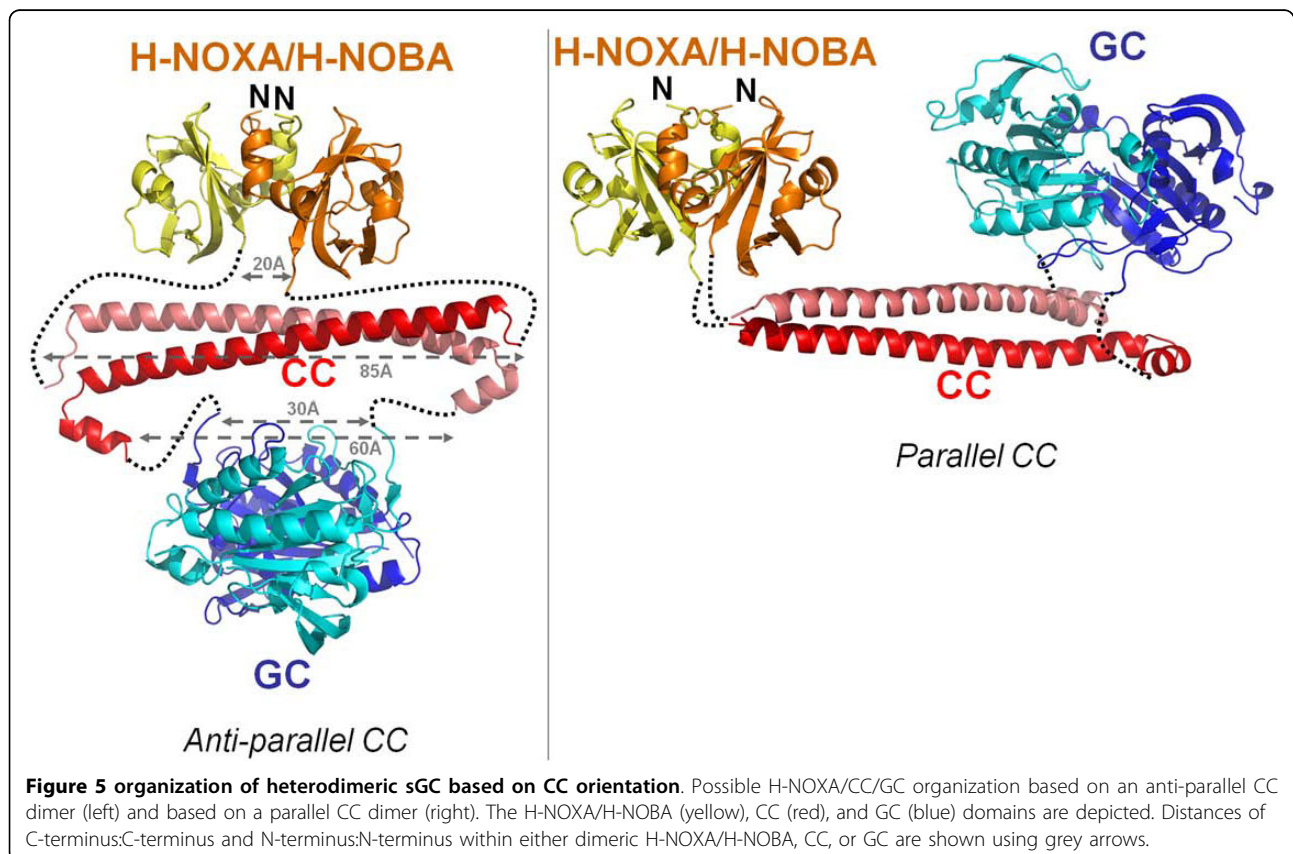 H-NOXA/H-NOBA
N N
20A
CC
85A
30A
60A
GC
Anti-parallel CC
H-NOXA/H-NOBA
N N
GC
CC
Parallel CC
Figure 5 organization of heterodimeric sGC based on CC orientation. Possible H-NOXA/CC/GC organization based on an anti-parallel CC
dimer (left) and based on a parallel CC dimer (right). The H-NOXA/H-NOBA (yellow), CC (red), and GC (blue) domains are depicted. Distances of
C-terminus:C-terminus and N-terminus:N-terminus within either dimeric H-NOXA/H-NOBA, CC, or GC are shown using grey arrows.